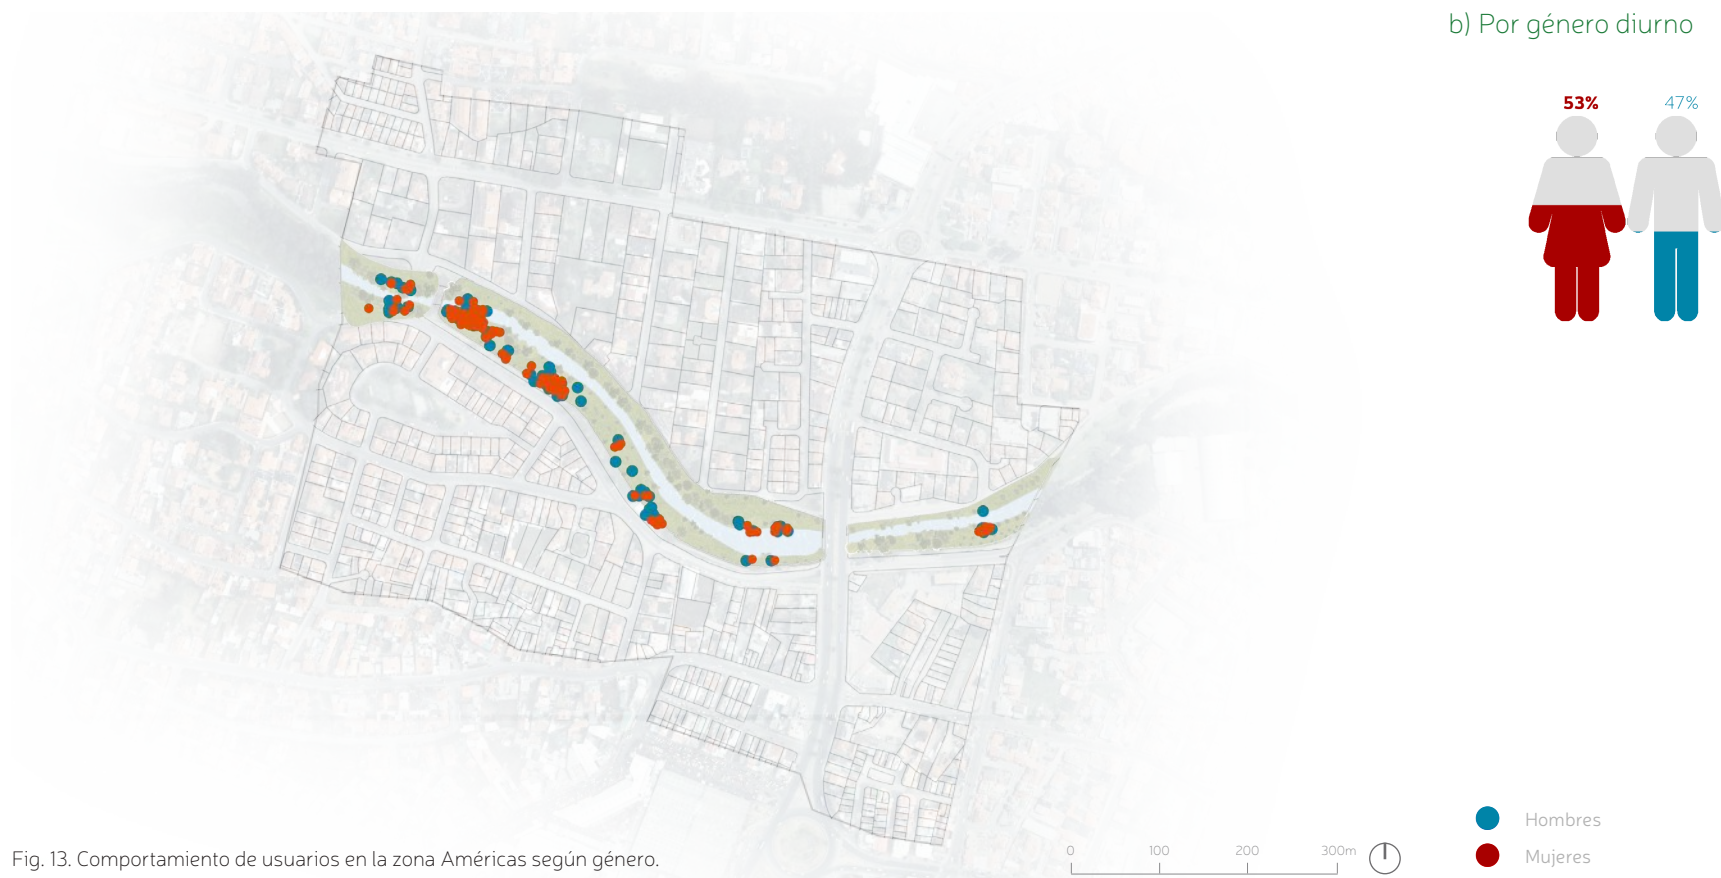 b) Por género diurno
53% 47%
Hombres
Mujeres
0 100 200 300m
Fig. 13. Comportamiento de usuarios en la zona Américas según género.